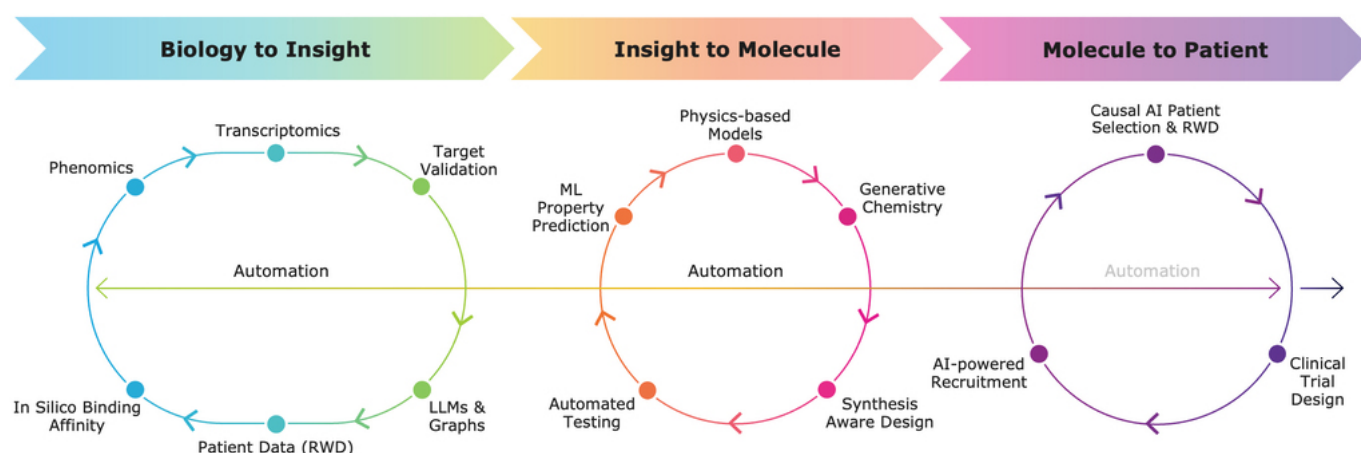 Biology to Insight
Insight to Molecule
Molecule to Patient
Transcriptomics
Phenomics
Target
Validation
Automation
In Silico Binding
Affinity
Patient Data (RWD)
LLMs &
Graphs
Physics-based
Models
ML
Property
Prediction
Generative
Chemistry
Automation
Automated
Testing
Synthesis
Aware Design
Causal AI Patient
Selection & RWD
Automation
AI-powered
Recruitment
Clinical
Trial
Design